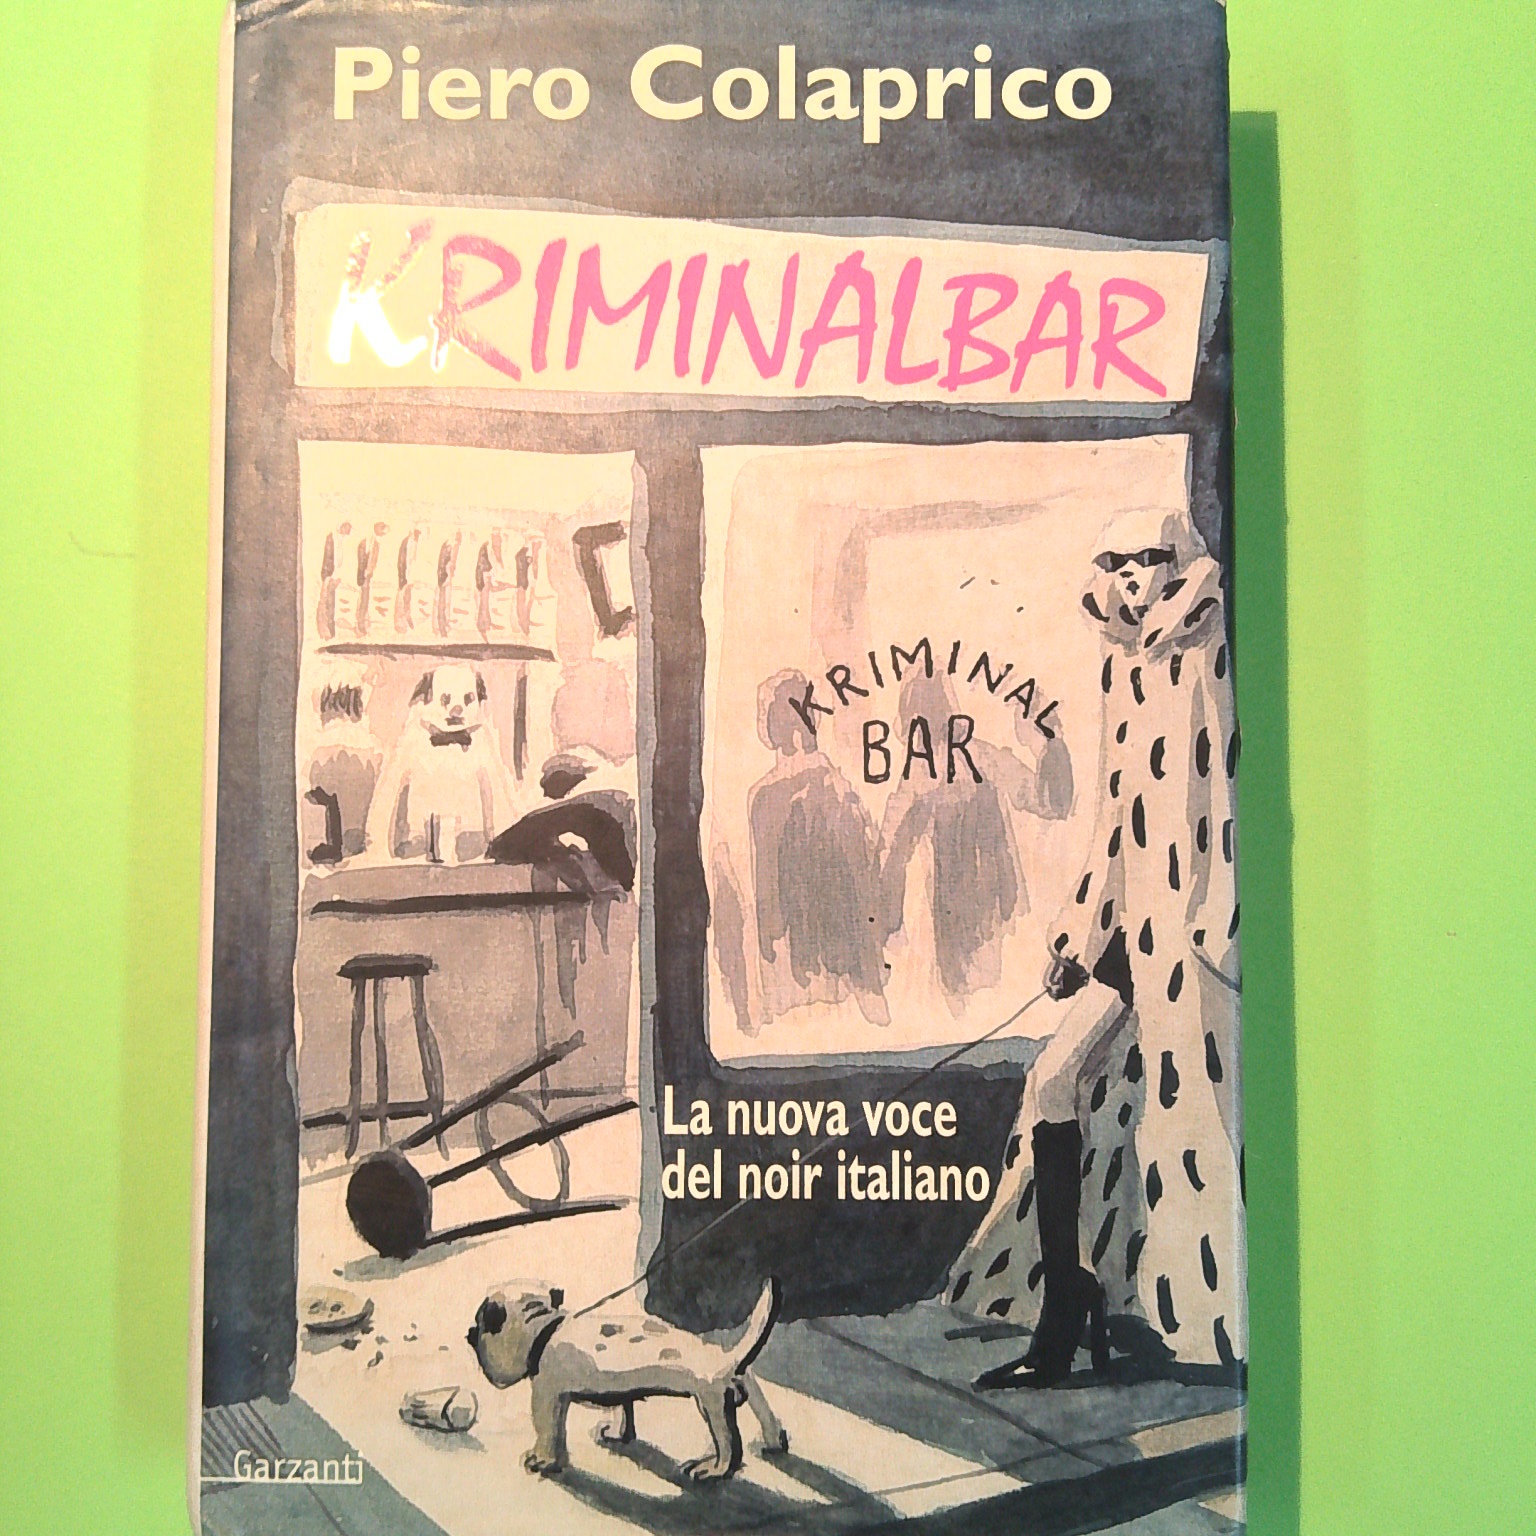 Piero Colaprico
KRIMINALBAR
KRIMINAL
BAR
La nuova voce
del noir italiano
Garzanti